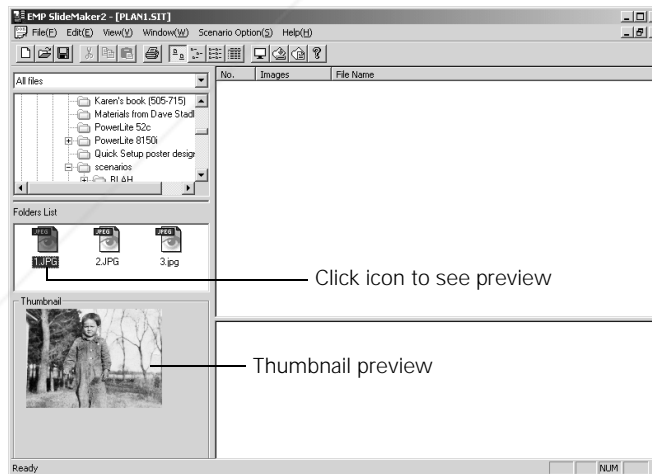 EMP SlideMaker2 - [PLAN1.SIT]
File(F) Edit(E) View(V) Window(W) Scenario Option(S) Help(H)
No. Images File Name
All files
Karen's book (505-715)
Materials from Dave Stadl
PowerLite 52c
PowerLite 8150i
Quick Setup poster design
scenarios
BLAH
Folders List
JPEG JPEG JPEG
1.JPG 2.JPG 3.jpg
Click icon to see preview
Thumbnail
Thumbnail preview
Ready NUM